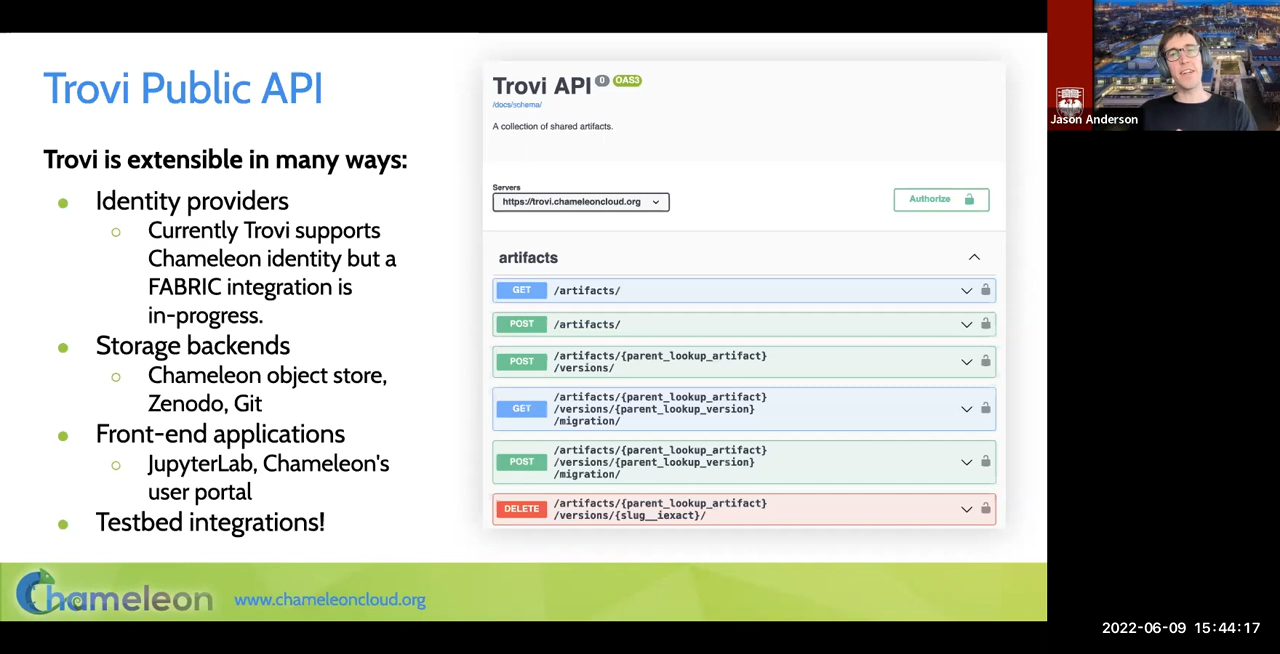 Trovi Public API
Trovi is extensible in many ways:
Identity providers
Currently Trovi supports
Chameleon identity but a
FABRIC integration is
in-progress.
Storage backends
Chameleon object store,
Zenodo, Git
Front-end applications
JupyterLab, Chameleon's
user portal
Testbed integrations!
Trovi API 0 OAS3
/docs/schema/
A collection of shared artifacts.
Servers
https://trovi.chameleoncloud.org
Authorize
artifacts
GET /artifacts/
POST /artifacts/
POST /artifacts/{parent_lookup_artifact}
/versions/
GET /artifacts/{parent_lookup_artifact}
/versions/{parent_lookup_version}
/migration/
POST /artifacts/{parent_lookup_artifact}
/versions/{parent_lookup_version}
/migration/
DELETE /artifacts/{parent_lookup_artifact}
/versions/{slug__iexact}/
Chameleon
www.chameleoncloud.org
Jason Anderson
2022-06-09 15:44:17